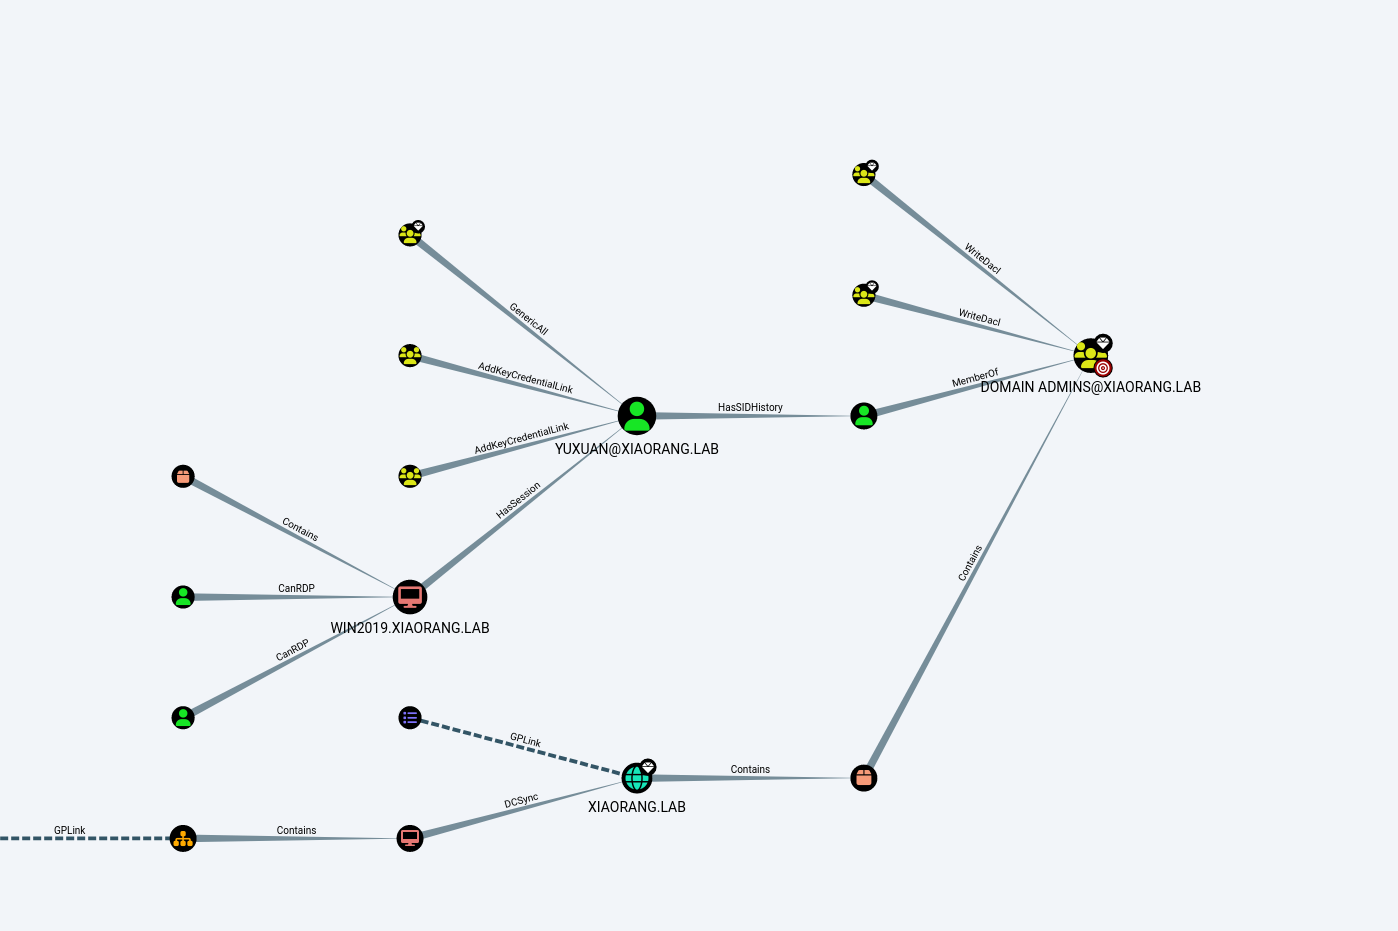 WriteDacl
GenericAll
WriteDacl
AddKeyCredentialLink
MemberOf
DOMAIN ADMINS@XIAORANG.LAB
HasSIDHistory
AddKeyCredentialLink
YUXUAN@XIAORANG.LAB
HasSession
Contains
Contains
CanRDP
WIN2019.XIAORANG.LAB
CanRDP
GPLink
Contains
DCSync
XIAORANG.LAB
GPLink
Contains